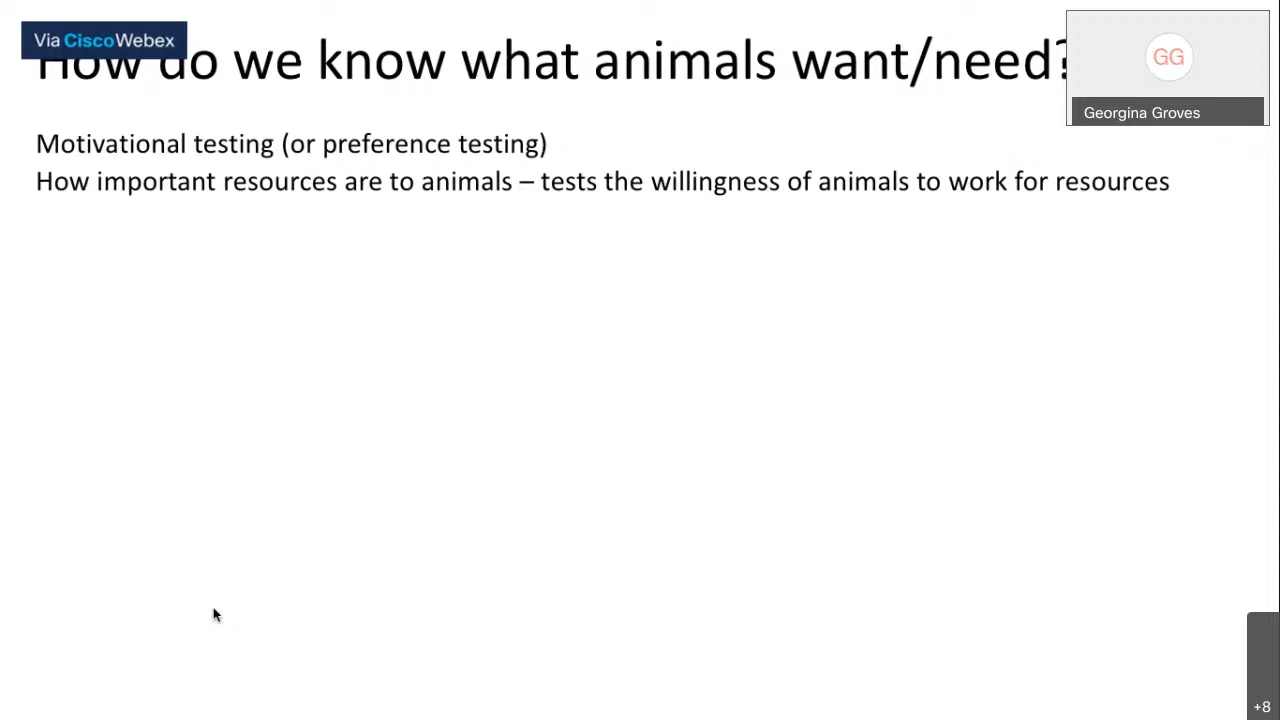 Via CiscoWebex
How do we know what animals want/need?
GG
Georgina Groves
Motivational testing (or preference testing)
How important resources are to animals – tests the willingness of animals to work for resources
+8